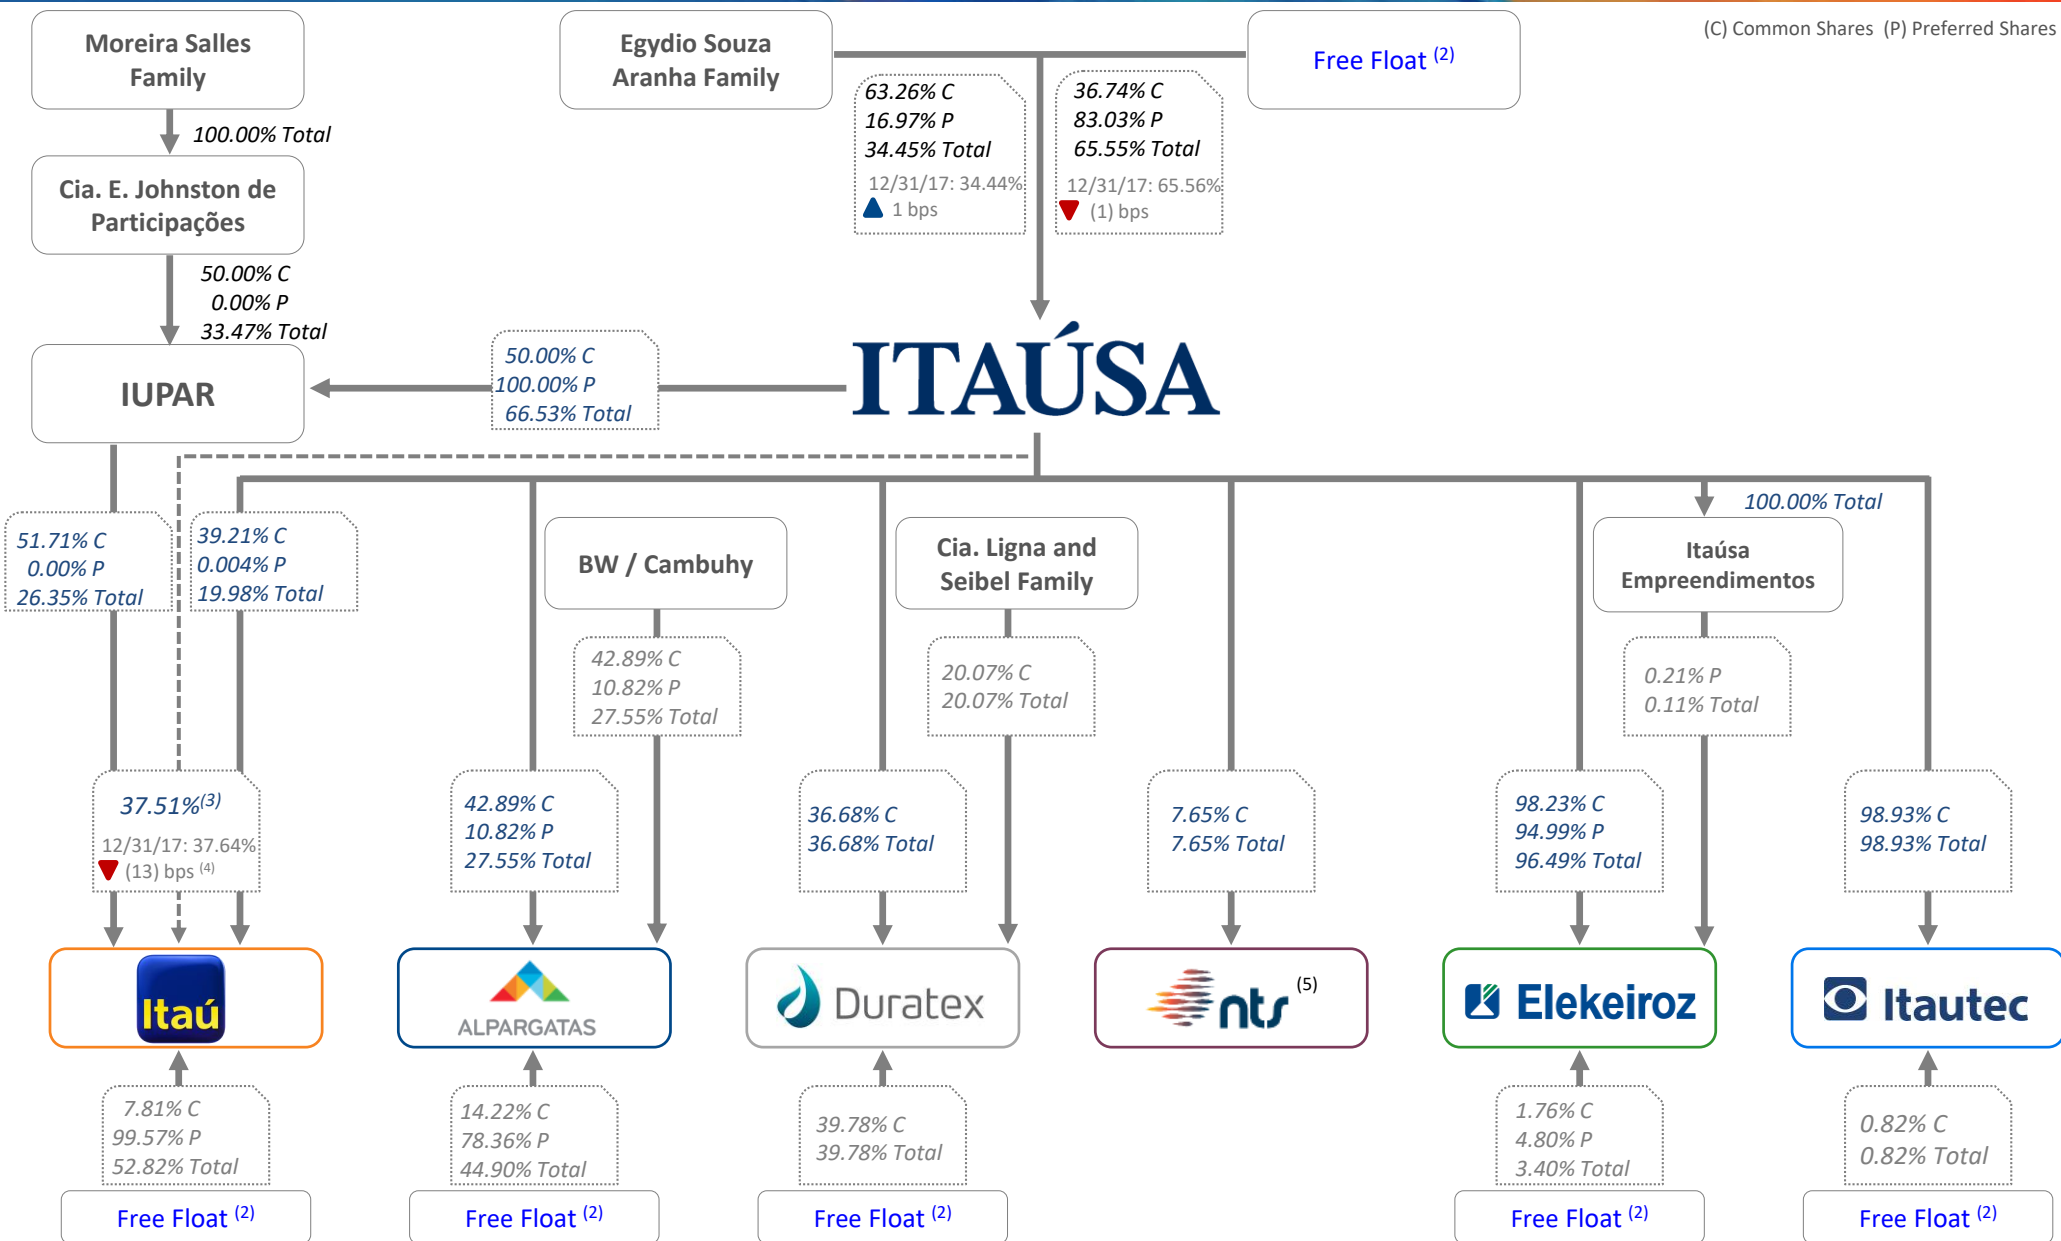 (C) Common Shares (P) Preferred Shares
Moreira Salles
Family
Egydio Souza
Aranha Family
Free Float (2)
100.00% Total
63.26% C
16.97% P
34.45% Total
12/31/17: 34.44%
1 bps
36.74% C
83.03% P
65.55% Total
12/31/17: 65.56%
(1) bps
Cia. E. Johnston de
Participações
50.00% C
0.00% P
33.47% Total
IUPAR
50.00% C
100.00% P
66.53% Total
ITAÚSA
51.71% C
0.00% P
26.35% Total
39.21% C
0.004% P
19.98% Total
BW / Cambuhy
Cia. Ligna and
Seibel Family
100.00% Total
Itaúsa
Empreendimentos
42.89% C
10.82% P
27.55% Total
20.07% C
20.07% Total
0.21% P
0.11% Total
37.51%(3)
12/31/17: 37.64%
(13) bps (4)
42.89% C
10.82% P
27.55% Total
36.68% C
36.68% Total
7.65% C
7.65% Total
98.23% C
94.99% P
96.49% Total
98.93% C
98.93% Total
Itaú
ALPARGATAS
Duratex
nts (5)
Elekeiroz
Itautec
7.81% C
99.57% P
52.82% Total
14.22% C
78.36% P
44.90% Total
39.78% C
39.78% Total
1.76% C
4.80% P
3.40% Total
0.82% C
0.82% Total
Free Float (2)
Free Float (2)
Free Float (2)
Free Float (2)
Free Float (2)